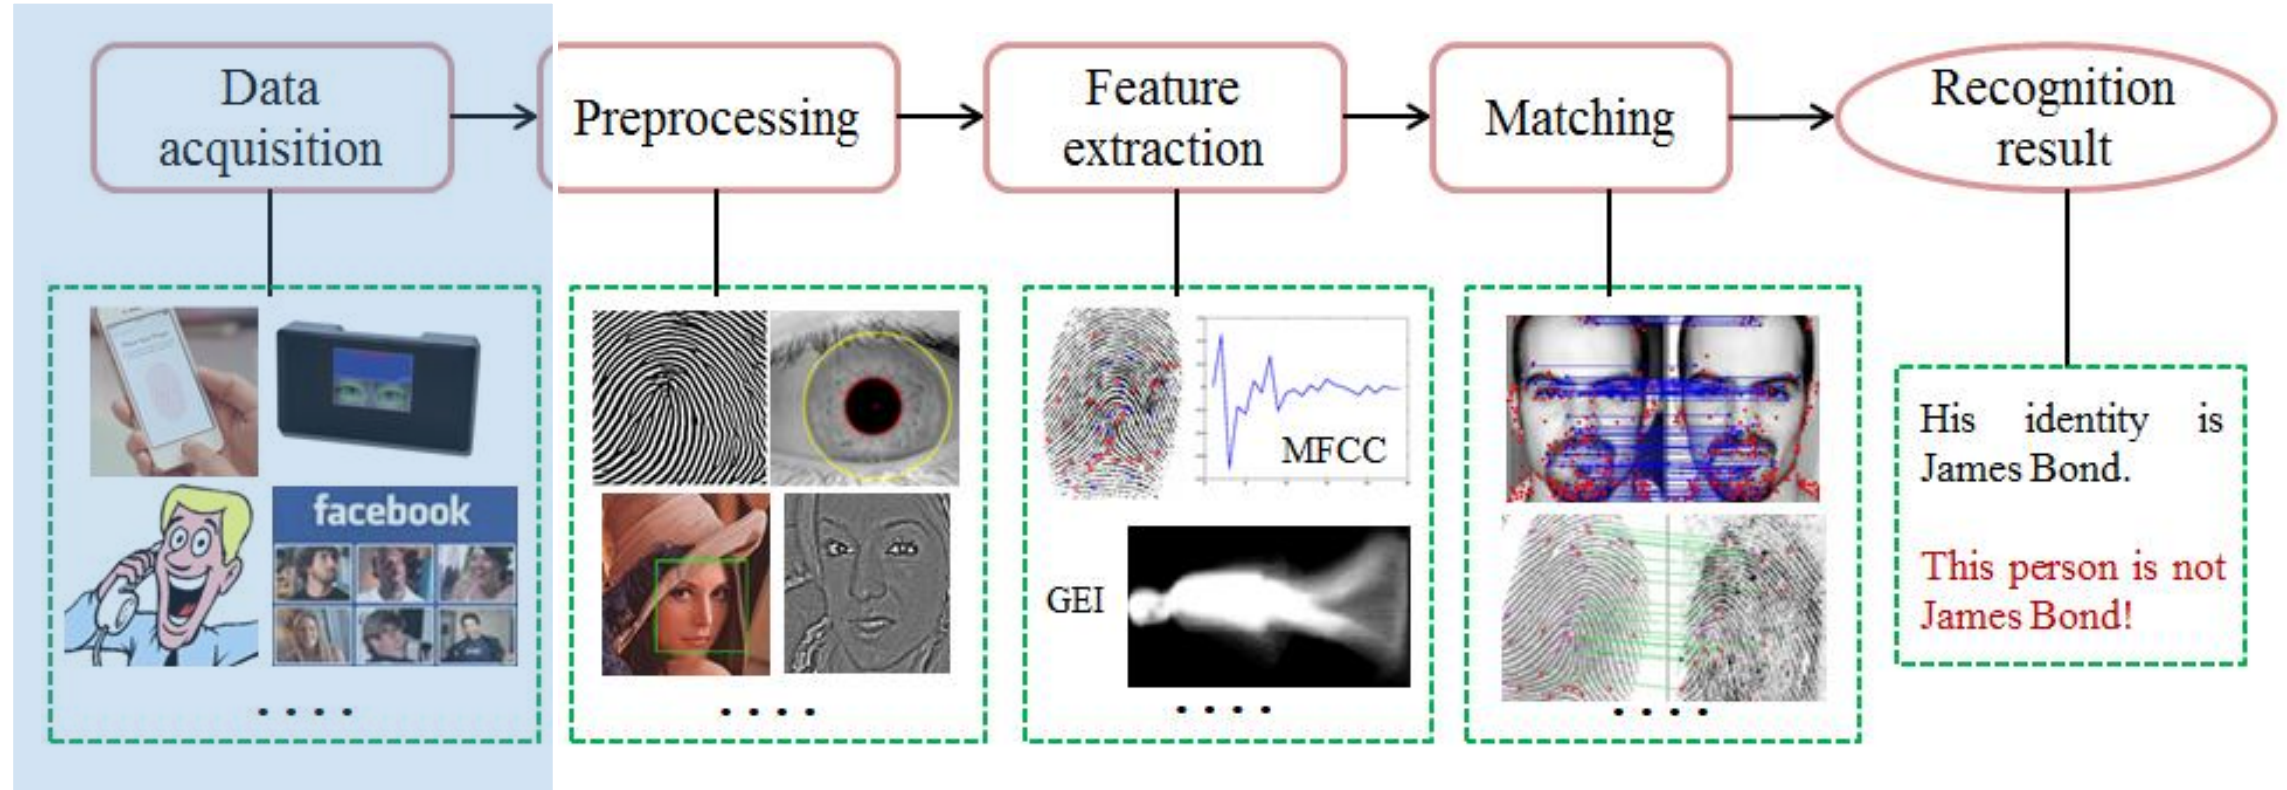 Data
acquisition
Preprocessing
Feature
extraction
Matching
Recognition
result
facebook
MFCC
GEI
His identity is
James Bond.
This person is not
James Bond!